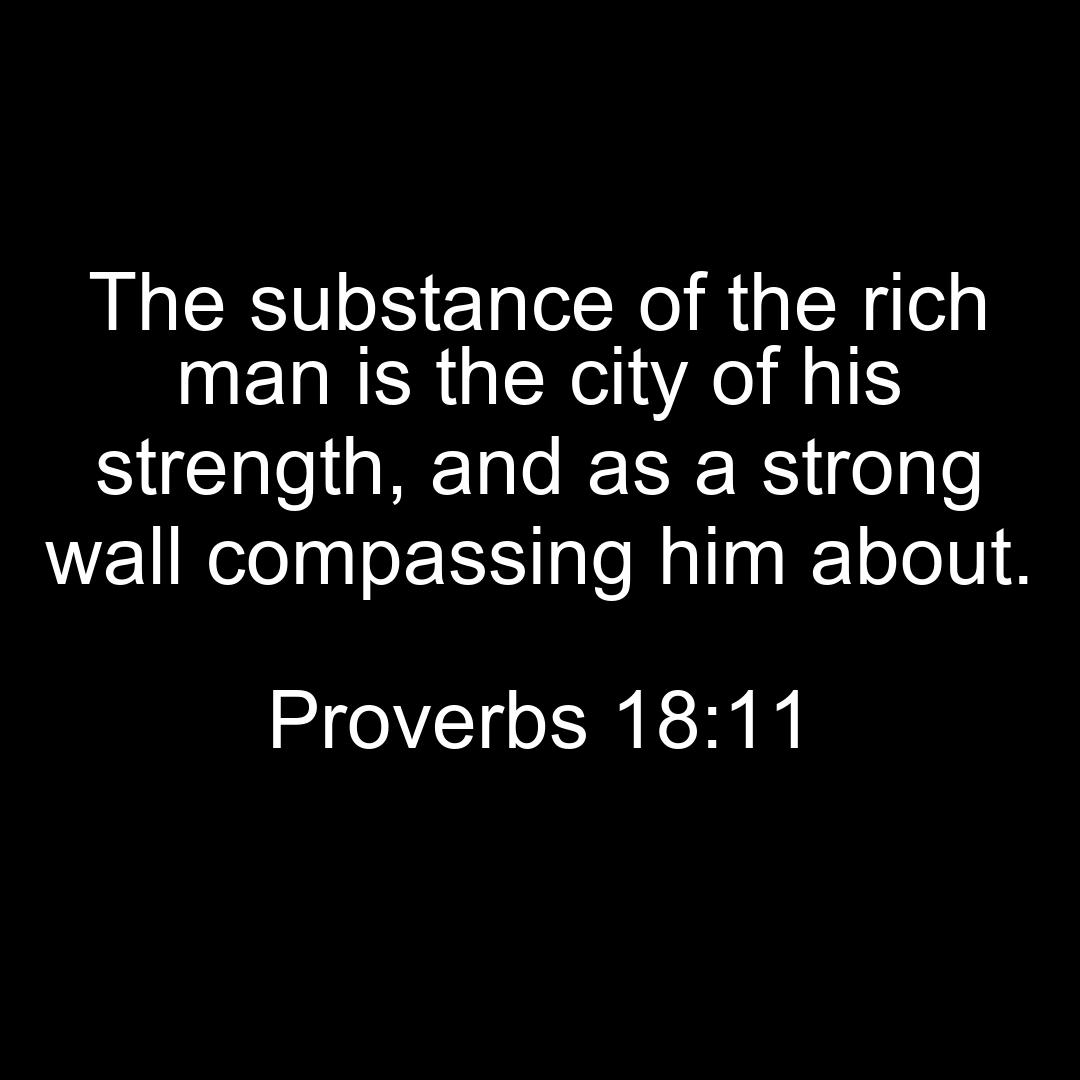 The substance of the rich
man is the city of his
strength, and as a strong
wall compassing him about.
Proverbs 18:11